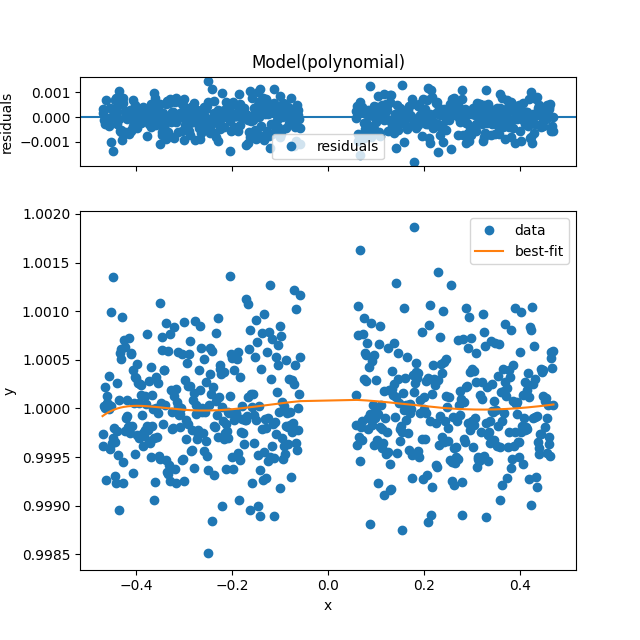 Model(polynomial)
residuals
0.001
0.000
−0.001
residuals
y
1.0020
1.0015
1.0010
1.0005
1.0000
0.9995
0.9990
0.9985
data
best-fit
−0.4
−0.2
0.0
0.2
0.4
x